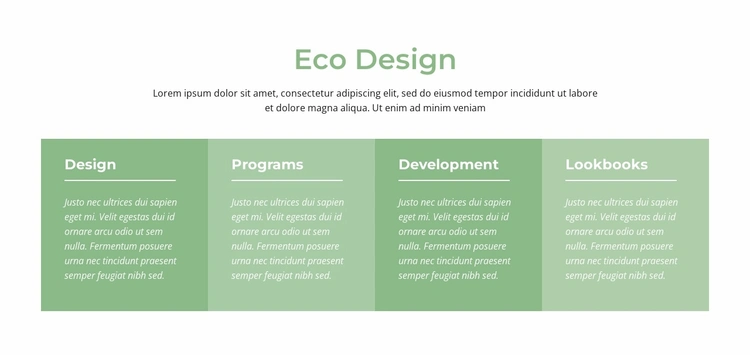 Eco Design
Lorem ipsum dolor sit amet, consectetur adipiscing elit, sed do eiusmod tempor incididunt ut labore
et dolore magna aliqua. Ut enim ad minim veniam
Design
Justo nec ultrices dui sapien
eget mi. Velit egestas dui id
ornare arcu odio ut sem
nulla. Fermentum posuere
urna nec tincidunt praesent
semper feugiat nibh sed.
Programs
Justo nec ultrices dui sapien
eget mi. Velit egestas dui id
ornare arcu odio ut sem
nulla. Fermentum posuere
urna nec tincidunt praesent
semper feugiat nibh sed.
Development
Justo nec ultrices dui sapien
eget mi. Velit egestas dui id
ornare arcu odio ut sem
nulla. Fermentum posuere
urna nec tincidunt praesent
semper feugiat nibh sed.
Lookbooks
Justo nec ultrices dui sapien
eget mi. Velit egestas dui id
ornare arcu odio ut sem
nulla. Fermentum posuere
urna nec tincidunt praesent
semper feugiat nibh sed.